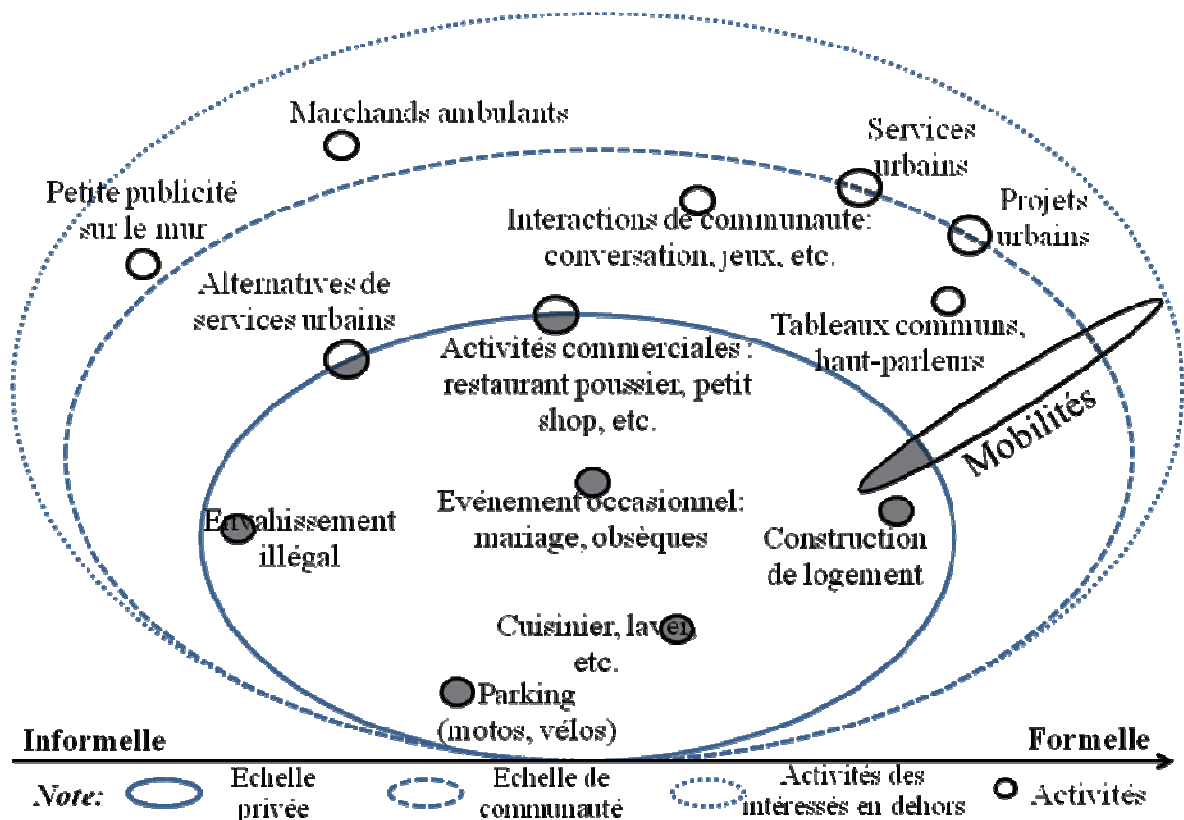 Marchands ambulants
Services
urbains
Petite publicité
sur le mur
Projets
urbains
Interactions de communaute:
conversation, jeux, etc.
Alternatives de
services urbains
Tableaux communs,
haut-parleurs
Activités commerciales :
restaurant poussier, petit
shop, etc.
Mobilités
Evénement occasionnel:
mariage, obsèques
Envahissement
illégal
Construction
de logement
Cuisinier, laver,
etc.
Parking
(motos, vélos)
Informelle
Formelle
Note:
Echelle
privée
Echelle de
communauté
Activités des
intéressés en dehors
Activités